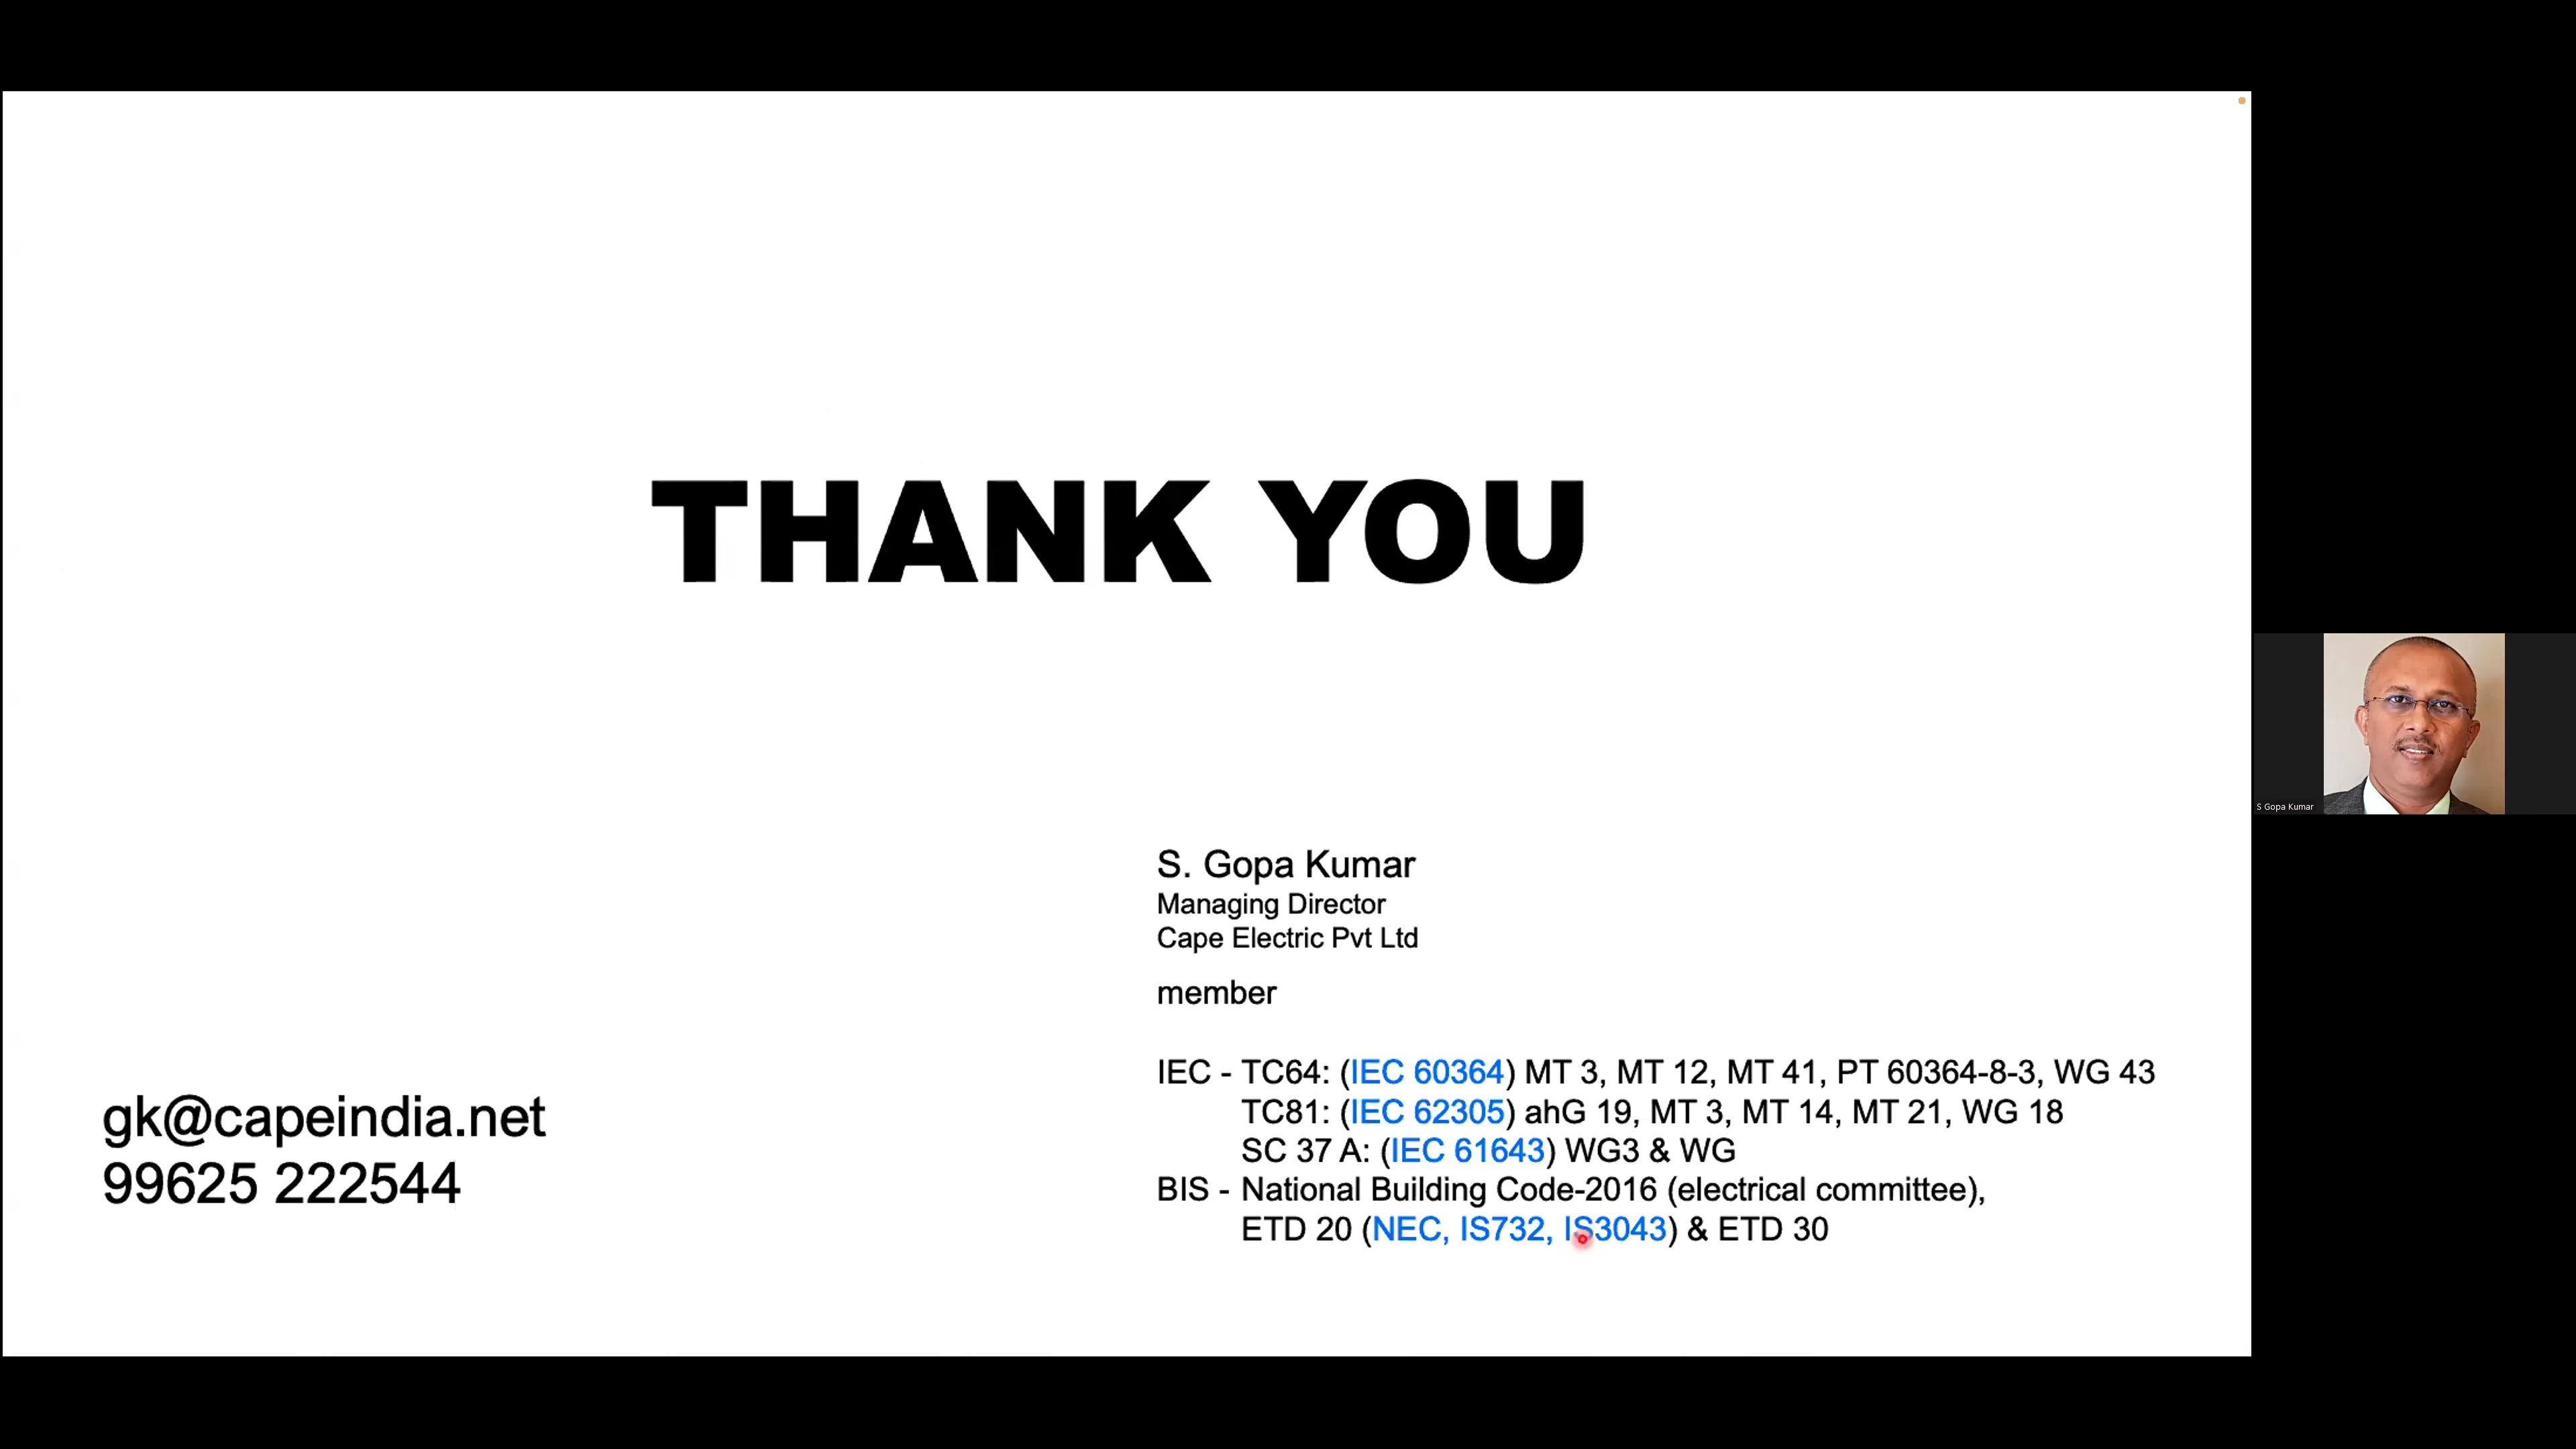 THANK YOU
S. Gopa Kumar
Managing Director
Cape Electric Pvt Ltd
member
IEC - TC64: (IEC 60364) MT 3, MT 12, MT 41, PT 60364-8-3, WG 43
TC81: (IEC 62305) ahG 19, MT 3, MT 14, MT 21, WG 18
SC 37 A: (IEC 61643) WG3 & WG
BIS - National Building Code-2016 (electrical committee),
ETD 20 (NEC, IS732, IS3043) & ETD 30
gk@capeindia.net
99625 222544
S Gopa Kumar